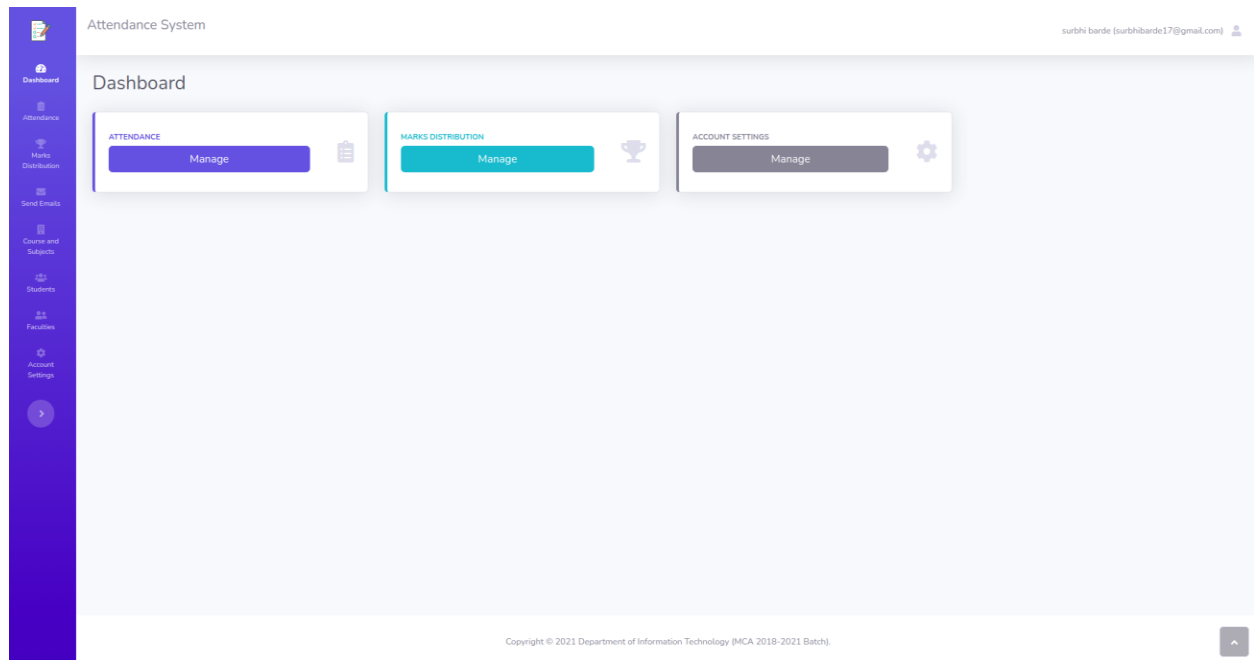 Attendance System
surbhi barde (surbhibarde17@gmail.com)
Dashboard
Attendance
Marks
Distribution
Send Emails
Course and
Subjects
Students
Faculties
Account
Settings
Dashboard
ATTENDANCE
Manage
MARKS DISTRIBUTION
Manage
ACCOUNT SETTINGS
Manage
Copyright © 2021 Department of Information Technology (MCA 2018-2021 Batch).